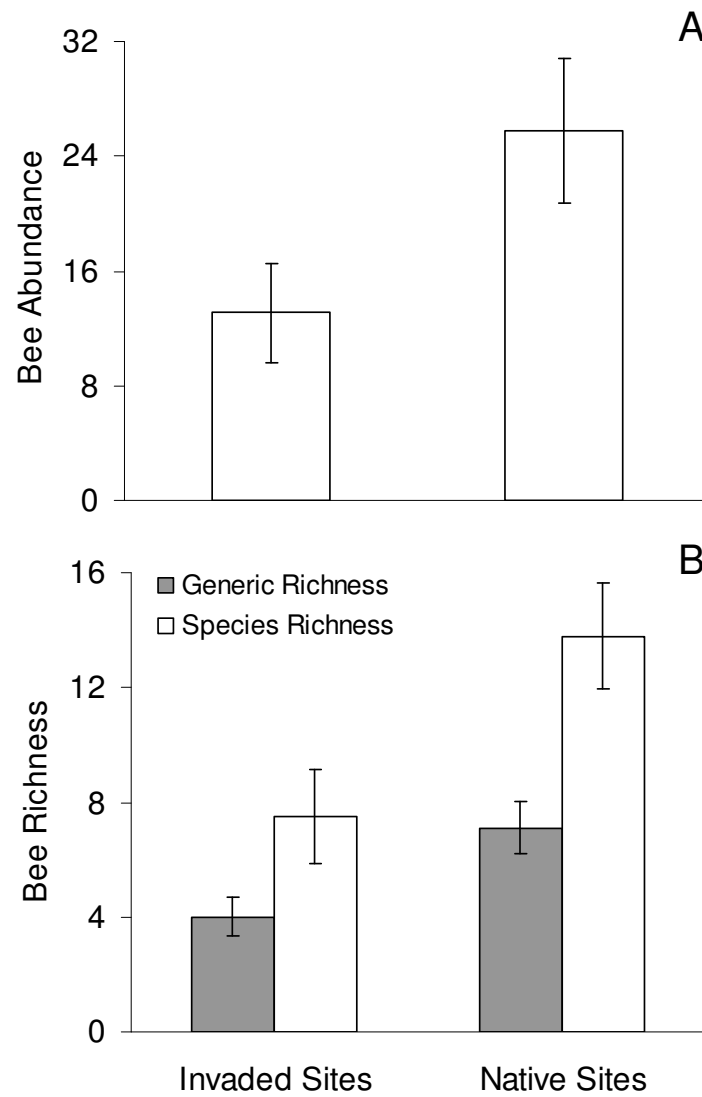 A
32
24
16
8
0
Bee Abundance
B
16
12
8
4
0
Bee Richness
Generic Richness
Species Richness
Invaded Sites
Native Sites